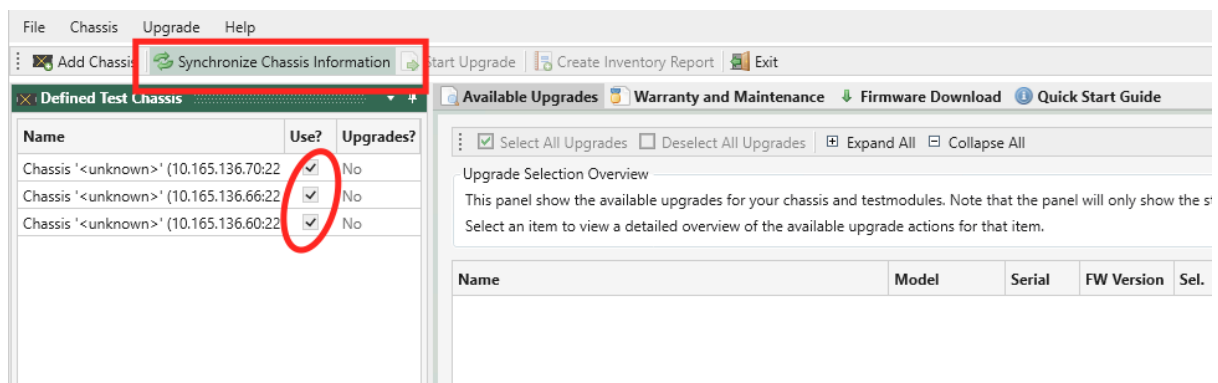 File Chassis Upgrade Help
Add Chassis Synchronize Chassis Information Start Upgrade Create Inventory Report Exit
Defined Test Chassis
Available Upgrades Warranty and Maintenance Firmware Download Quick Start Guide
Name Use? Upgrades?
Chassis '<unknown>' (10.165.136.70:22 No
Chassis '<unknown>' (10.165.136.66:22 No
Chassis '<unknown>' (10.165.136.60:22 No
Select All Upgrades Deselect All Upgrades Expand All Collapse All
Upgrade Selection Overview
This panel show the available upgrades for your chassis and testmodules. Note that the panel will only show the
Select an item to view a detailed overview of the available upgrade actions for that item.
Name Model Serial FW Version Sel.